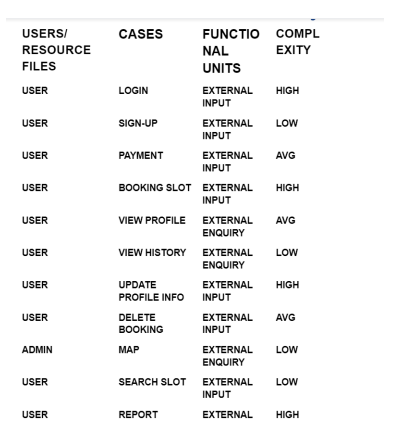 USERS/ CASES FUNCTIO COMPL
RESOURCE NAL EXITY
FILES UNITS
USER LOGIN EXTERNAL HIGH
INPUT
USER SIGN-UP EXTERNAL LOW
INPUT
USER PAYMENT EXTERNAL AVG
INPUT
USER BOOKING SLOT EXTERNAL HIGH
INPUT
USER VIEW PROFILE EXTERNAL AVG
ENQUIRY
USER VIEW HISTORY EXTERNAL LOW
ENQUIRY
USER UPDATE EXTERNAL HIGH
PROFILE INFO INPUT
USER DELETE EXTERNAL AVG
BOOKING INPUT
ADMIN MAP EXTERNAL LOW
ENQUIRY
USER SEARCH SLOT EXTERNAL LOW
INPUT
USER REPORT EXTERNAL HIGH